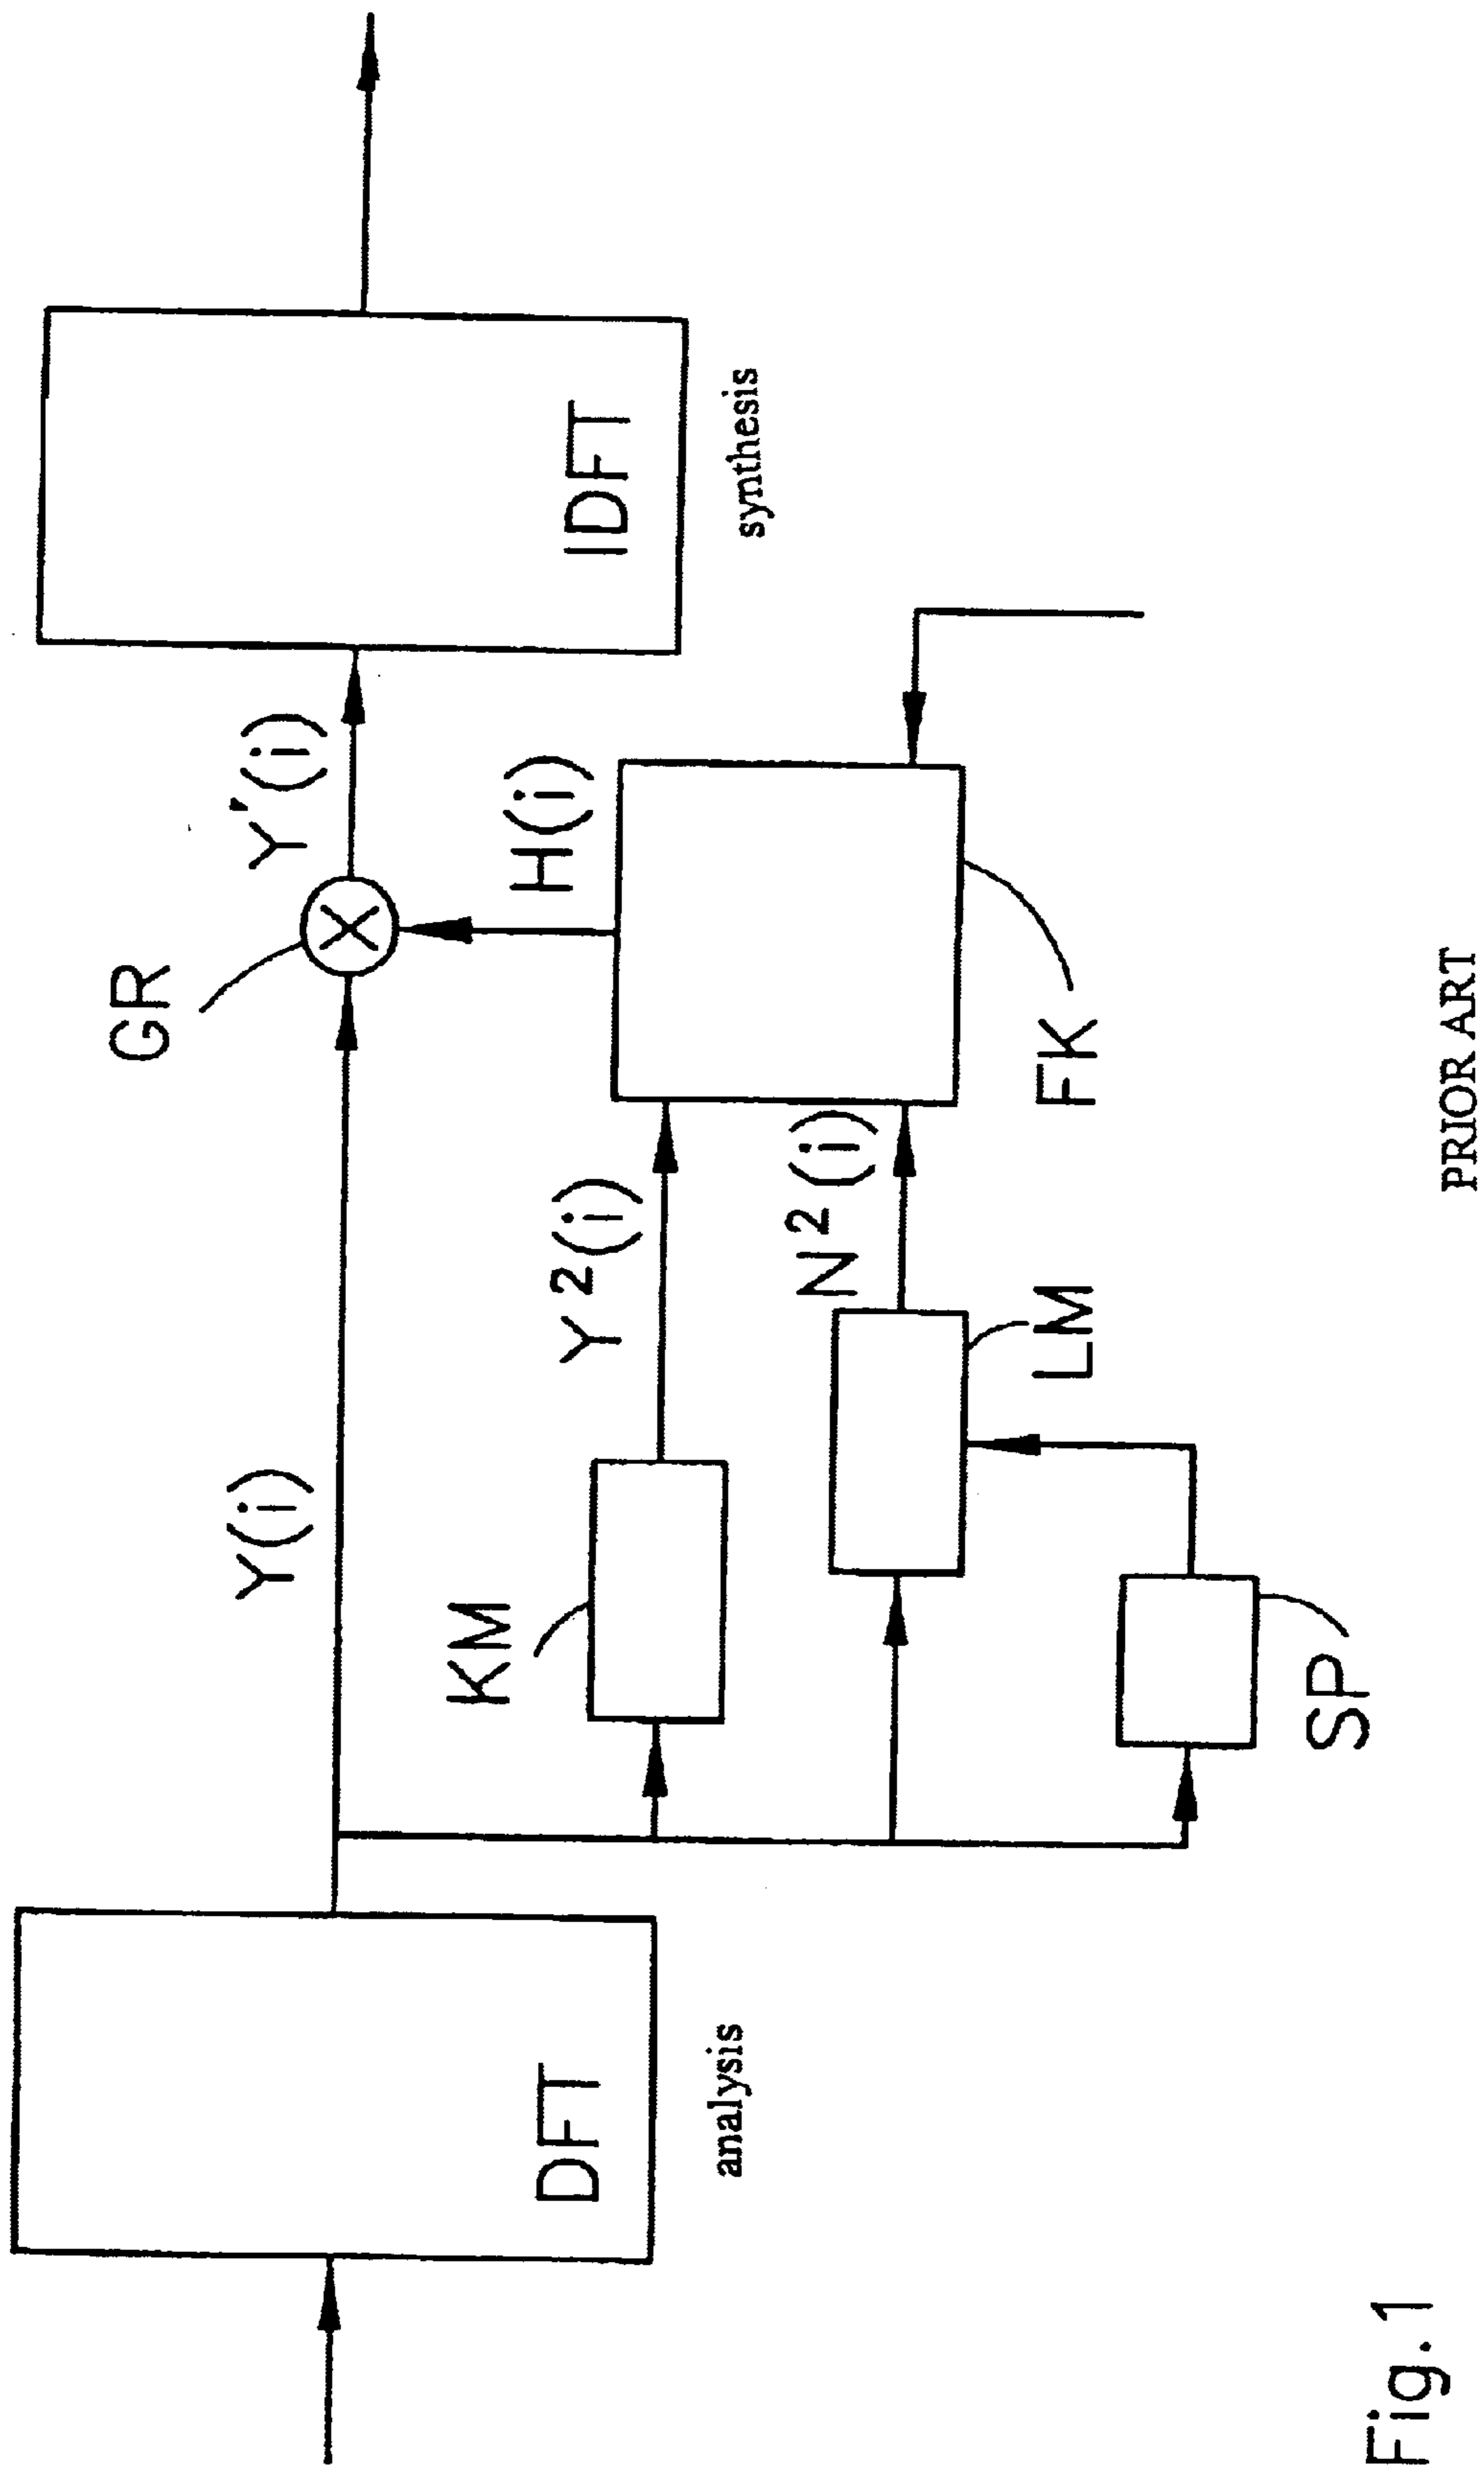 GR
Y(i)
Y'(i)
DFT
analysis
IDFT
synthesis
KM
Y²(i)
H(i)
N²(i)
LM
FK
SP
Fig.1
PRIOR ART